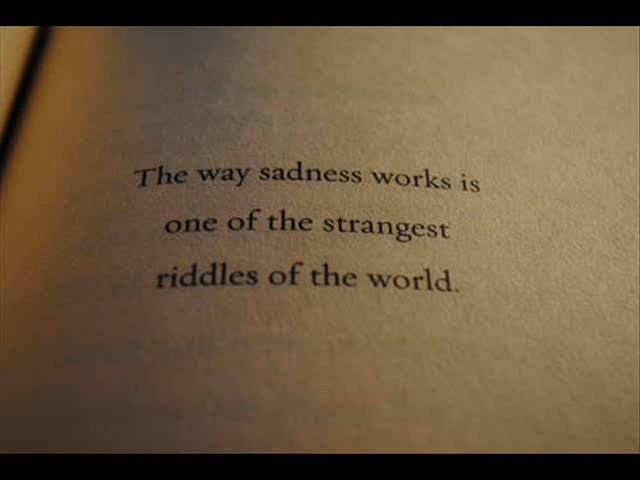 The way sadness works is
one of the strangest
riddles of the world.